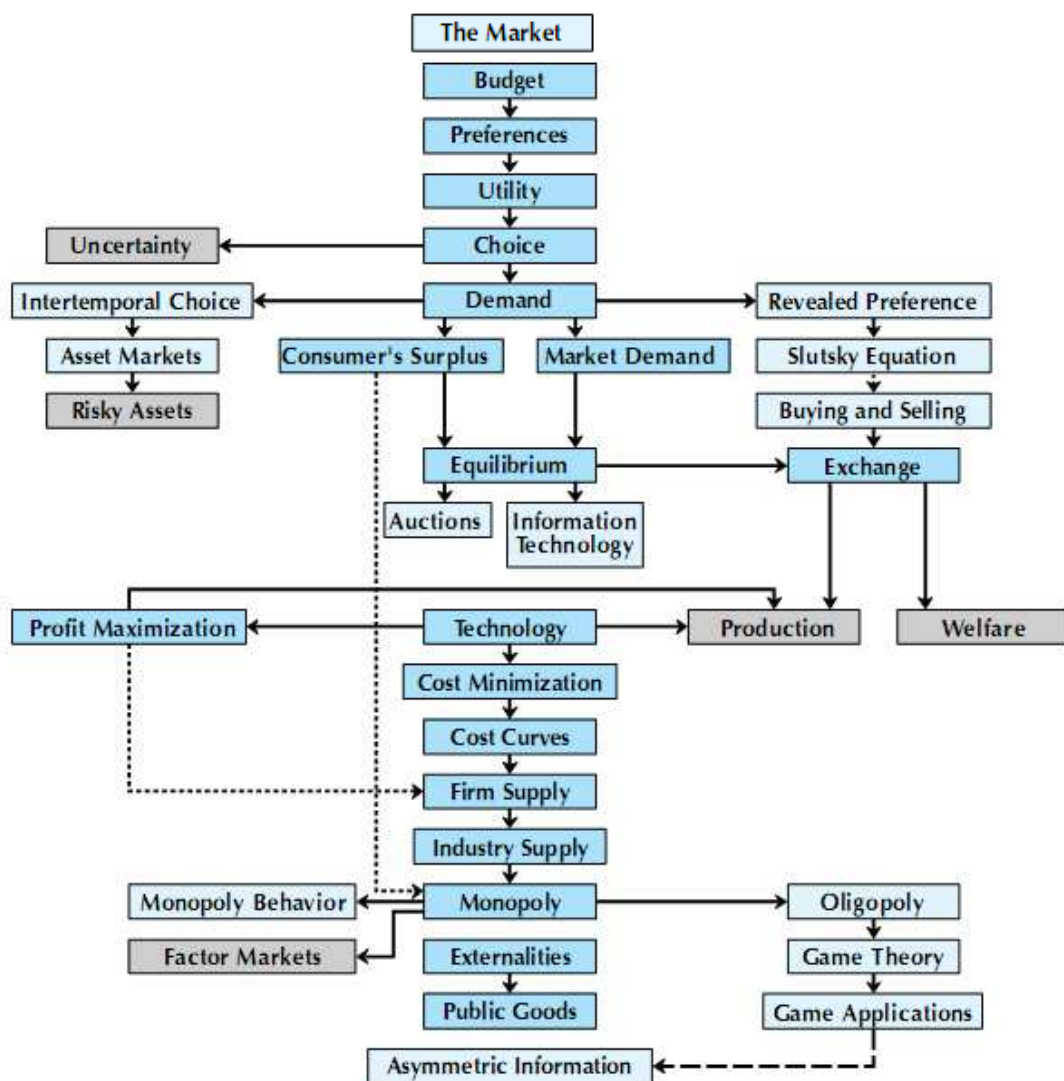 The Market
Budget
Preferences
Utility
Uncertainty
Choice
Intertemporal Choice
Demand
Revealed Preference
Asset Markets
Consumer's Surplus
Market Demand
Slutsky Equation
Risky Assets
Buying and Selling
Equilibrium
Exchange
Auctions
Information
Technology
Profit Maximization
Technology
Production
Welfare
Cost Minimization
Cost Curves
Firm Supply
Industry Supply
Monopoly Behavior
Monopoly
Oligopoly
Factor Markets
Externalities
Game Theory
Public Goods
Game Applications
Asymmetric Information